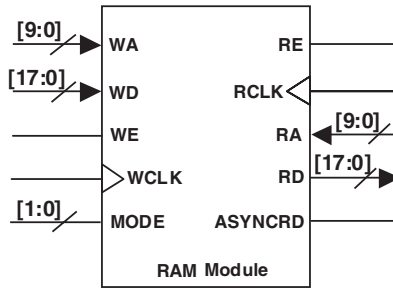 [9:0] WA RE
[17:0] WD RCLK
WE RA [9:0]
WCLK RD [17:0]
[1:0] MODE ASYNCRD
RAM Module